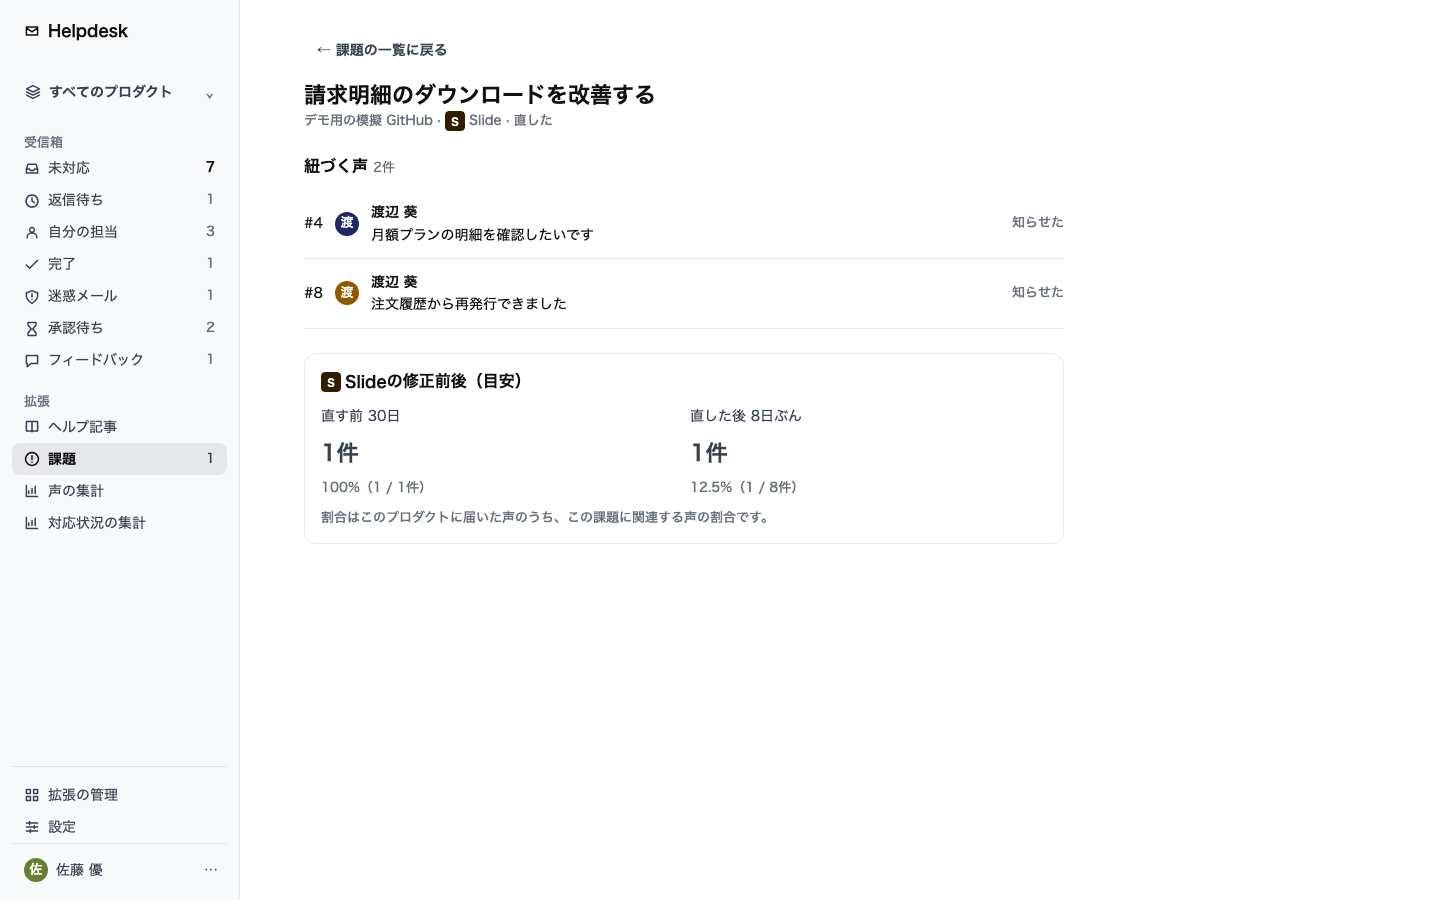 Helpdesk
すべてのプロダクト
受信箱
未対応 7
返信待ち 1
自分の担当 3
完了 1
迷惑メール 1
承認待ち 2
フィードバック 1
拡張
ヘルプ記事
課題 1
声の集計
対応状況の集計
拡張の管理
設定
佐 佐藤 優 …
← 課題の一覧に戻る
請求明細のダウンロードを改善する
デモ用の模擬 GitHub · S Slide · 直した
紐づく声 2件
#4 渡 渡辺 葵
月額プランの明細を確認したいです
知らせた
#8 渡 渡辺 葵
注文履歴から再発行できました
知らせた
S Slideの修正前後（目安）
直す前 30日
1件
100%（1 / 1件）
直した後 8日ぶん
1件
12.5%（1 / 8件）
割合はこのプロダクトに届いた声のうち、この課題に関連する声の割合です。